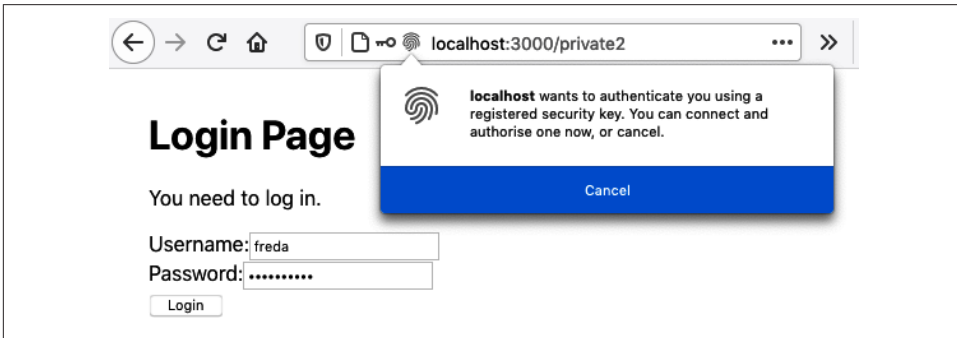 localhost:3000/private2
localhost wants to authenticate you using a
registered security key. You can connect and
authorise one now, or cancel.
Cancel
Login Page
You need to log in.
Username: freda
Password: ••••••••••
Login